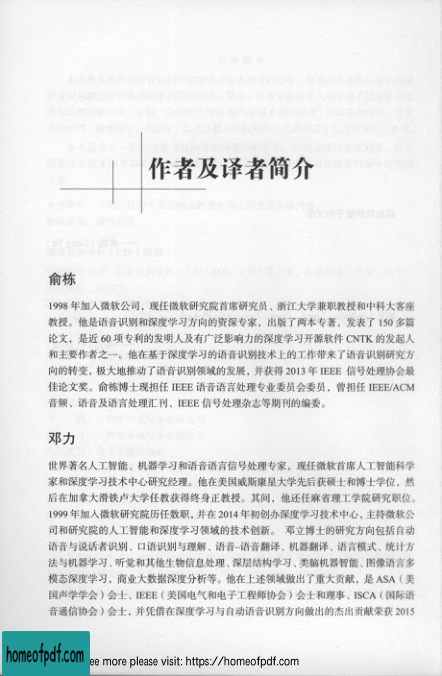 作者及译者简介
俞栋
1998年加入微软公司，现任微软研究院首席研究员、浙江大学兼职教授和中科大客座
教授。他是语音识别和深度学习方向的资深专家，出版了两本专著，发表了 150 多篇
论文，是近 60 项专利的发明人及有广泛影响力的深度学习开源软件 CNTK 的发起人
和主要作者之一。他在基于深度学习的语音识别技术上的工作带来了语音识别研究方
向的转变，极大地推动了语音识别领域的发展，并获得 2013 年 IEEE 信号处理协会最
佳论文奖。俞栋博士现担任 IEEE 语音语言处理专业委员会委员，曾担任 IEEE/ACM
音频、语音及语言处理汇刊、IEEE 信号处理杂志等期刊的编委。
邓力
世界著名人工智能、机器学习和语音语言信号处理专家，现任微软首席人工智能科学
家和深度学习技术中心研究经理。他在美国威斯康星大学先后获硕士和博士学位，然
后在加拿大滑铁卢大学任教获得终身正教授。其间，他还任麻省理工学院研究职位。
1999年加入微软研究院历任数职，并在 2014 年初创办深度学习技术中心，主持微软公
司和研究院的人工智能和深度学习领域的技术创新。 邓立博士的研究方向包括自动
语音与说话者识别、口语识别与理解、语音-语音翻译、机器翻译、语言模式、统计方
法与机器学习、听觉和其他生物信息处理、深层结构学习、类脑机器智能、图像语言多
模态深度学习，商业大数据深度分析等。他在上述领域做出了重大贡献，是 ASA（美
国声学学会）会士、IEEE（美国电气和电子工程师协会）会士和理事、ISCA（国际语
音通信协会）会士，并凭借在深度学习与自动语音识别方向做出的杰出贡献荣获 2015
homeofpdf.com
ee more please visit: https://homeofpdf.com